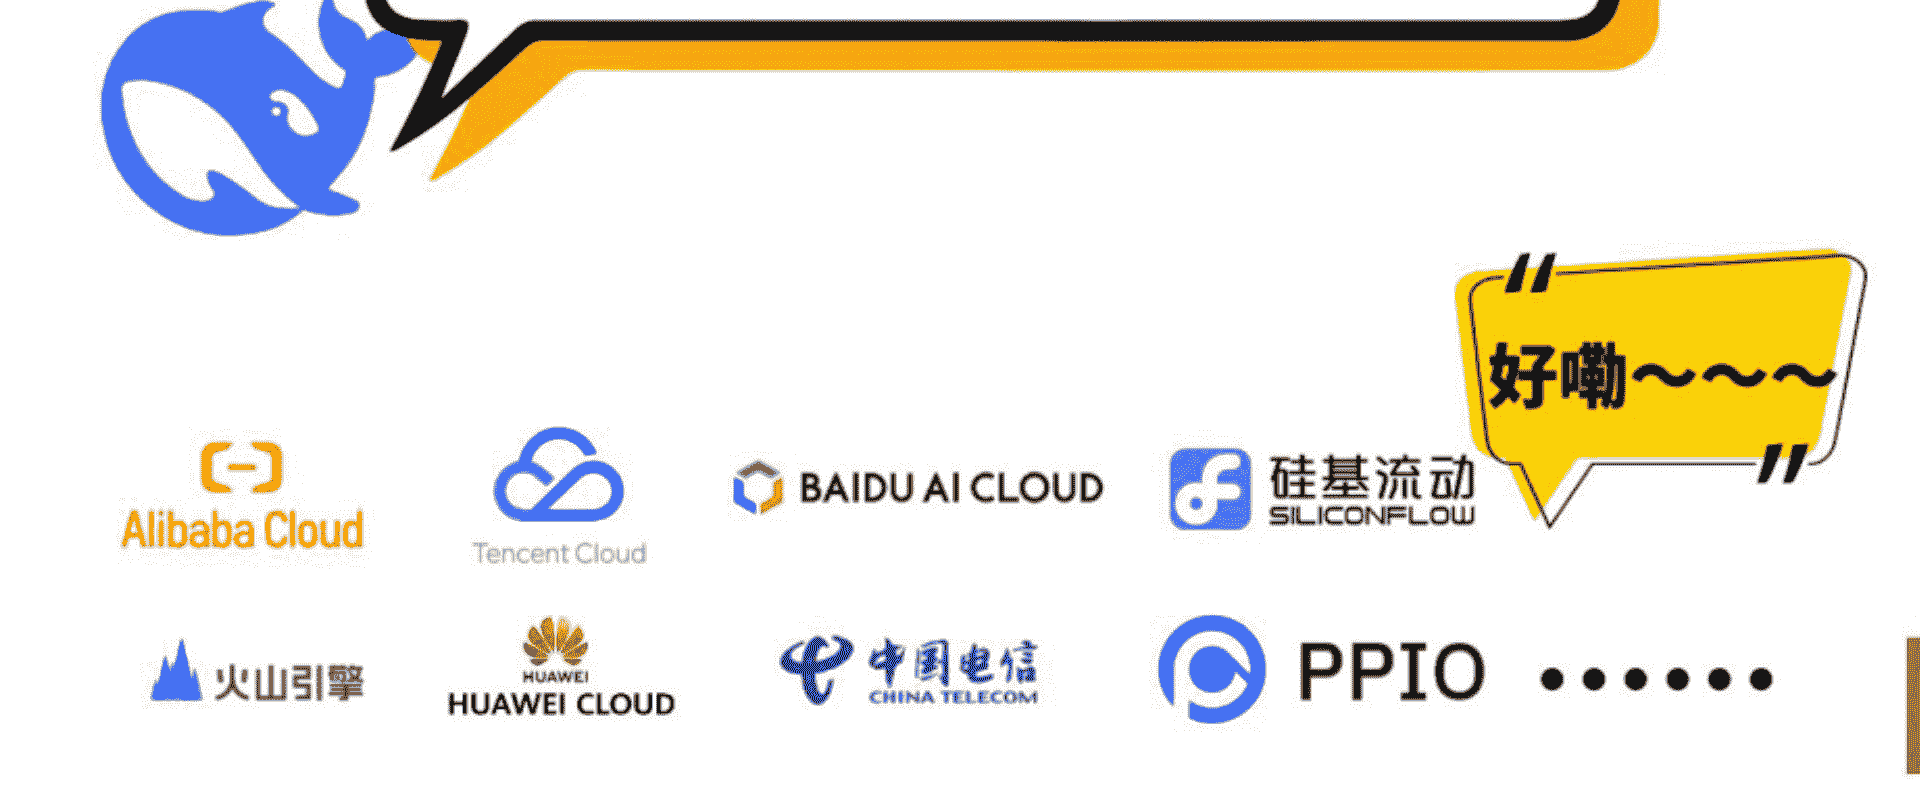 “
好嘞～～～
”
Alibaba Cloud
Tencent Cloud
BAIDU AI CLOUD
硅基流动
SILICONFLOW
火山引擎
HUAWEI
HUAWEI CLOUD
中国电信
CHINA TELECOM
PPIO ······